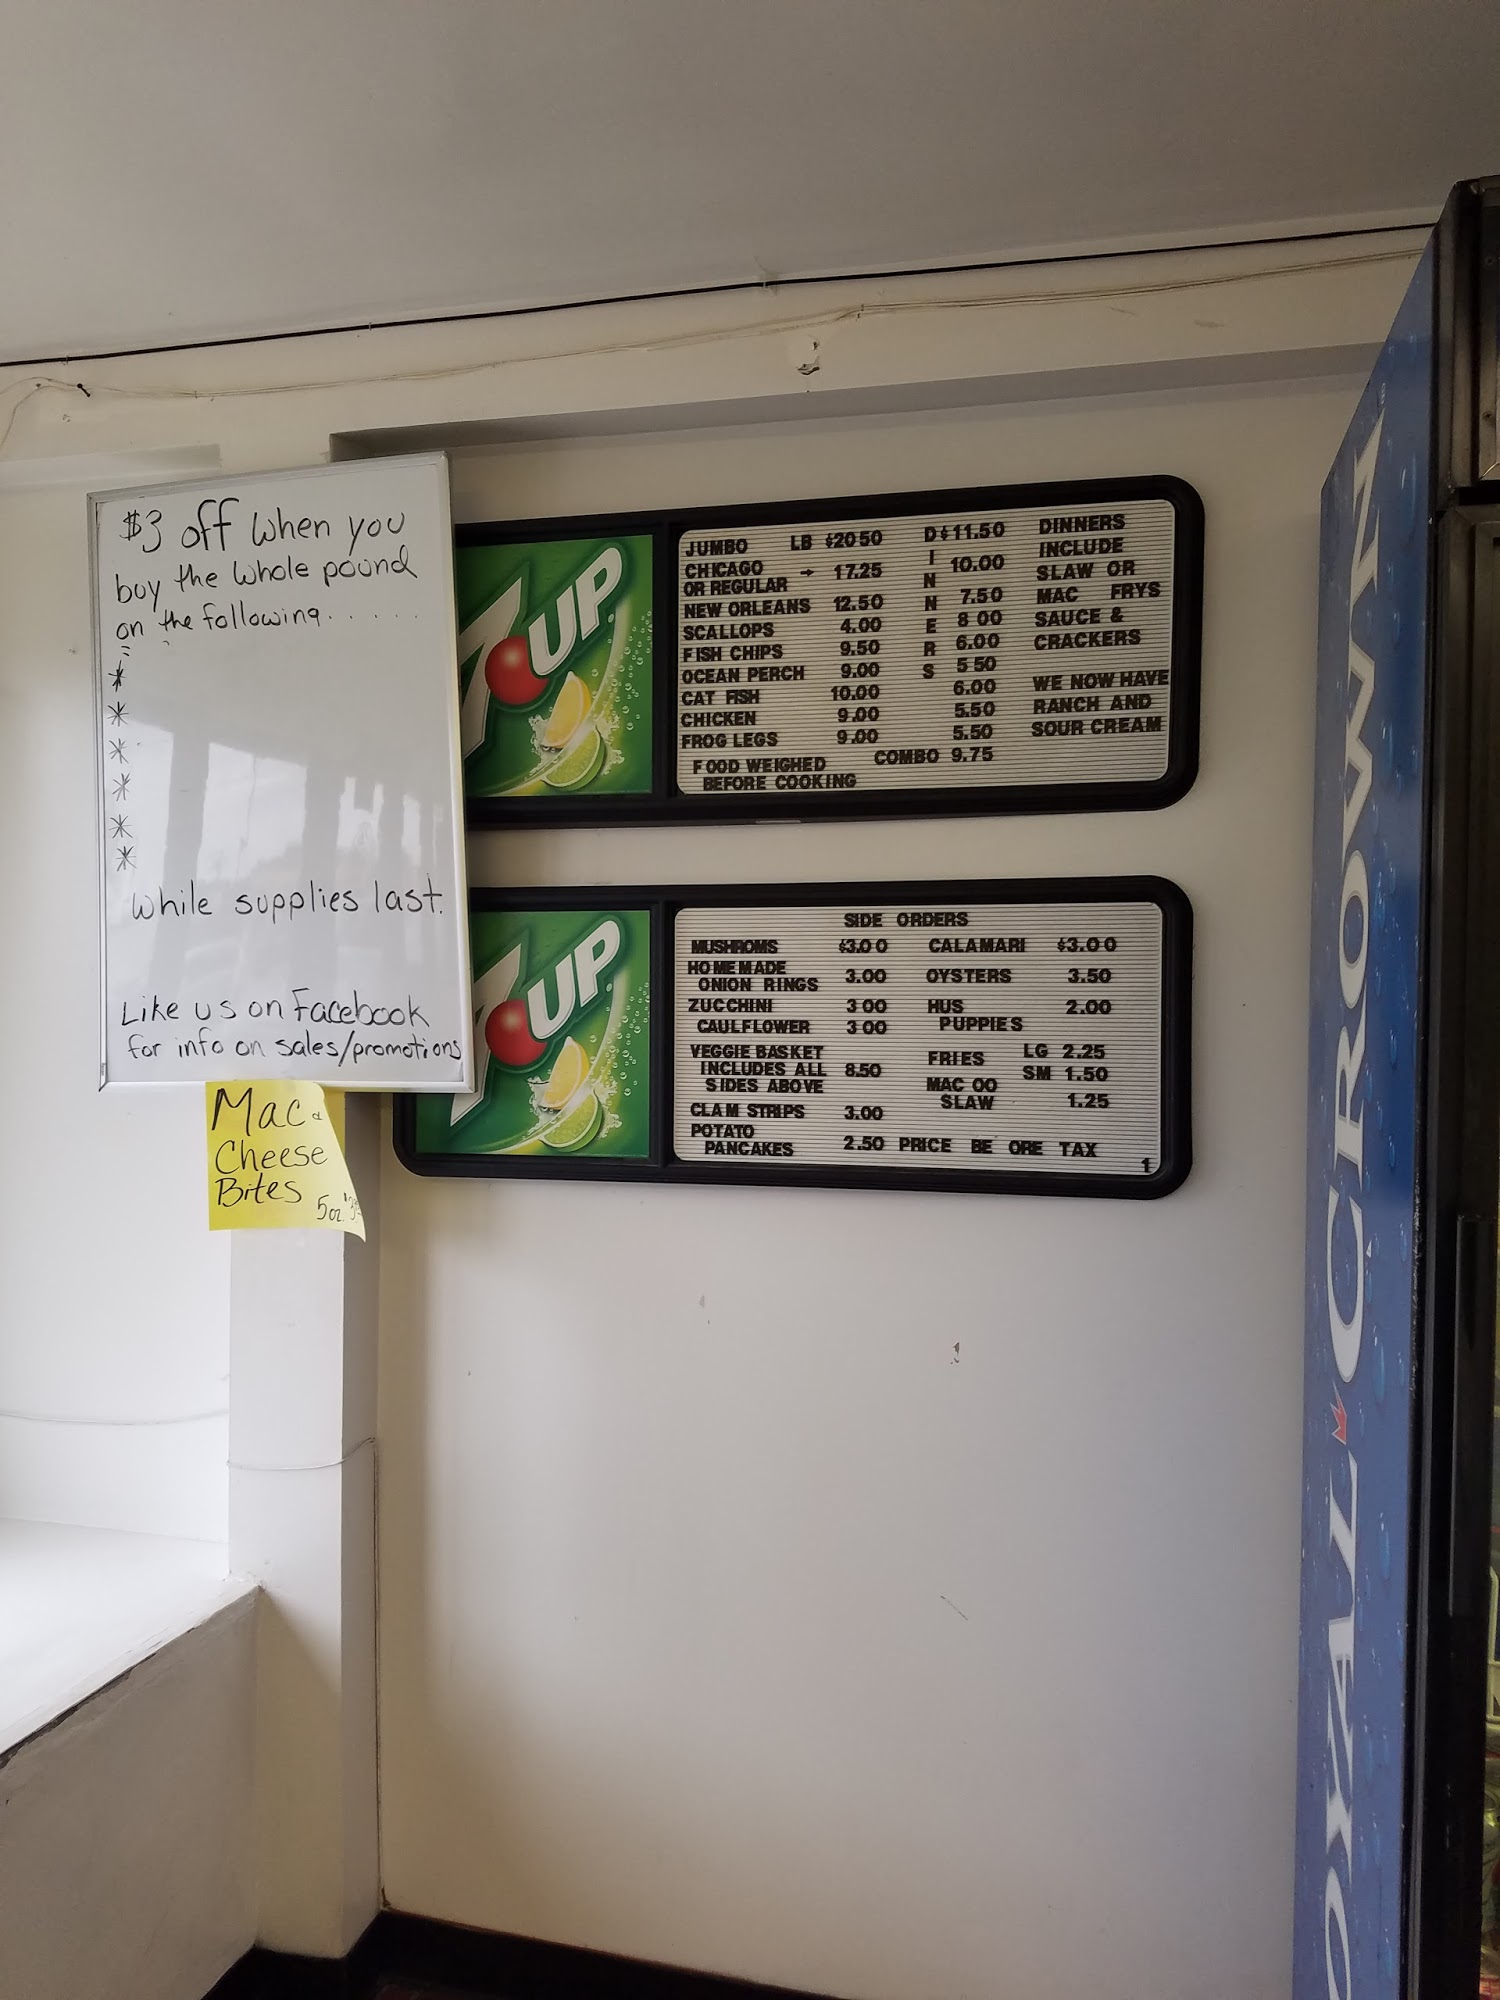 $3 off when you
buy the whole pound
on the following......
*
*
*
*
*
*
While supplies last.
Like us on Facebook
for info on sales/promotions
Mac &
Cheese
Bites
5oz.
7UP
JUMBO LB $20 50 D $11.50
CHICAGO
OR REGULAR → 17.25 I 10.00
N
NEW ORLEANS 12.50 N 7.50
SCALLOPS 4.00 E 8 00
FISH CHIPS 9.50 R 6.00
OCEAN PERCH 9.00 S 5 50
CAT FISH 10.00 6.00
CHICKEN 9.00 5.50
FROG LEGS 9.00 5.50
FOOD WEIGHED COMBO 9.75
BEFORE COOKING
DINNERS
INCLUDE
SLAW OR
MAC FRYS
SAUCE &
CRACKERS
WE NOW HAVE
RANCH AND
SOUR CREAM
7UP
SIDE ORDERS
MUSHROMS $3.00 CALAMARI $3.00
HOMEMADE
ONION RINGS 3.00 OYSTERS 3.50
ZUCCHINI 3 00 HUS 2.00
CAULFLOWER 3 00 PUPPIES
VEGGIE BASKET
INCLUDES ALL 8.50
SIDES ABOVE
FRIES LG 2.25
SM 1.50
MAC OO
SLAW 1.25
CLAM STRIPS 3.00
POTATO
PANCAKES 2.50 PRICE BE ORE TAX
1
ROYAL CROWN